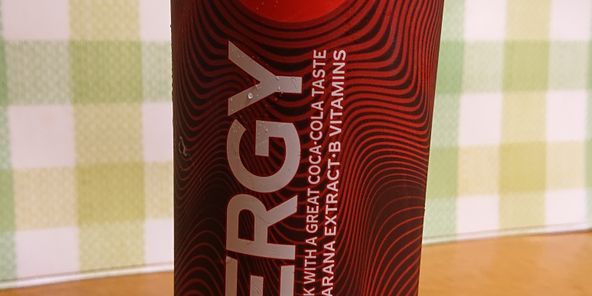 ERGY
K WITH A GREAT COCA-COLA TASTE
ARANA EXTRACT·B VITAMINS